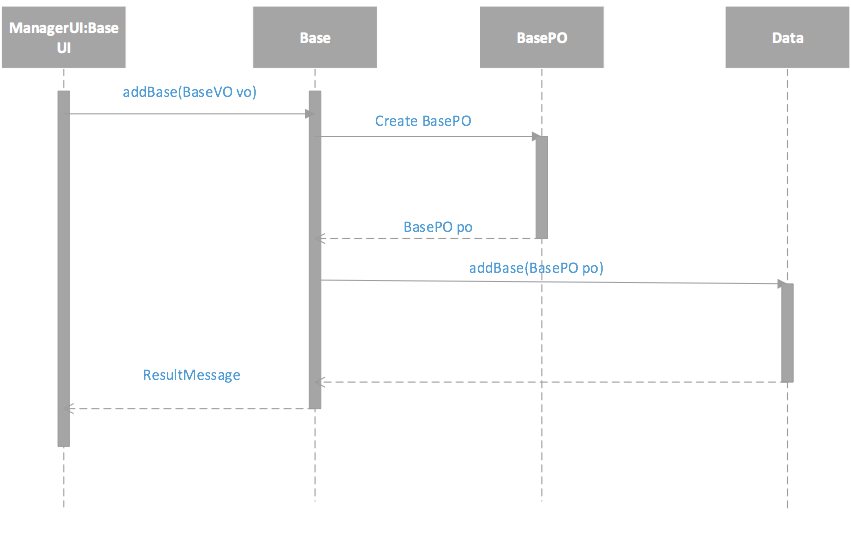 ManagerUI:Base
UI
Base
BasePO
Data
addBase(BaseVO vo)
Create BasePO
BasePO po
addBase(BasePO po)
ResultMessage